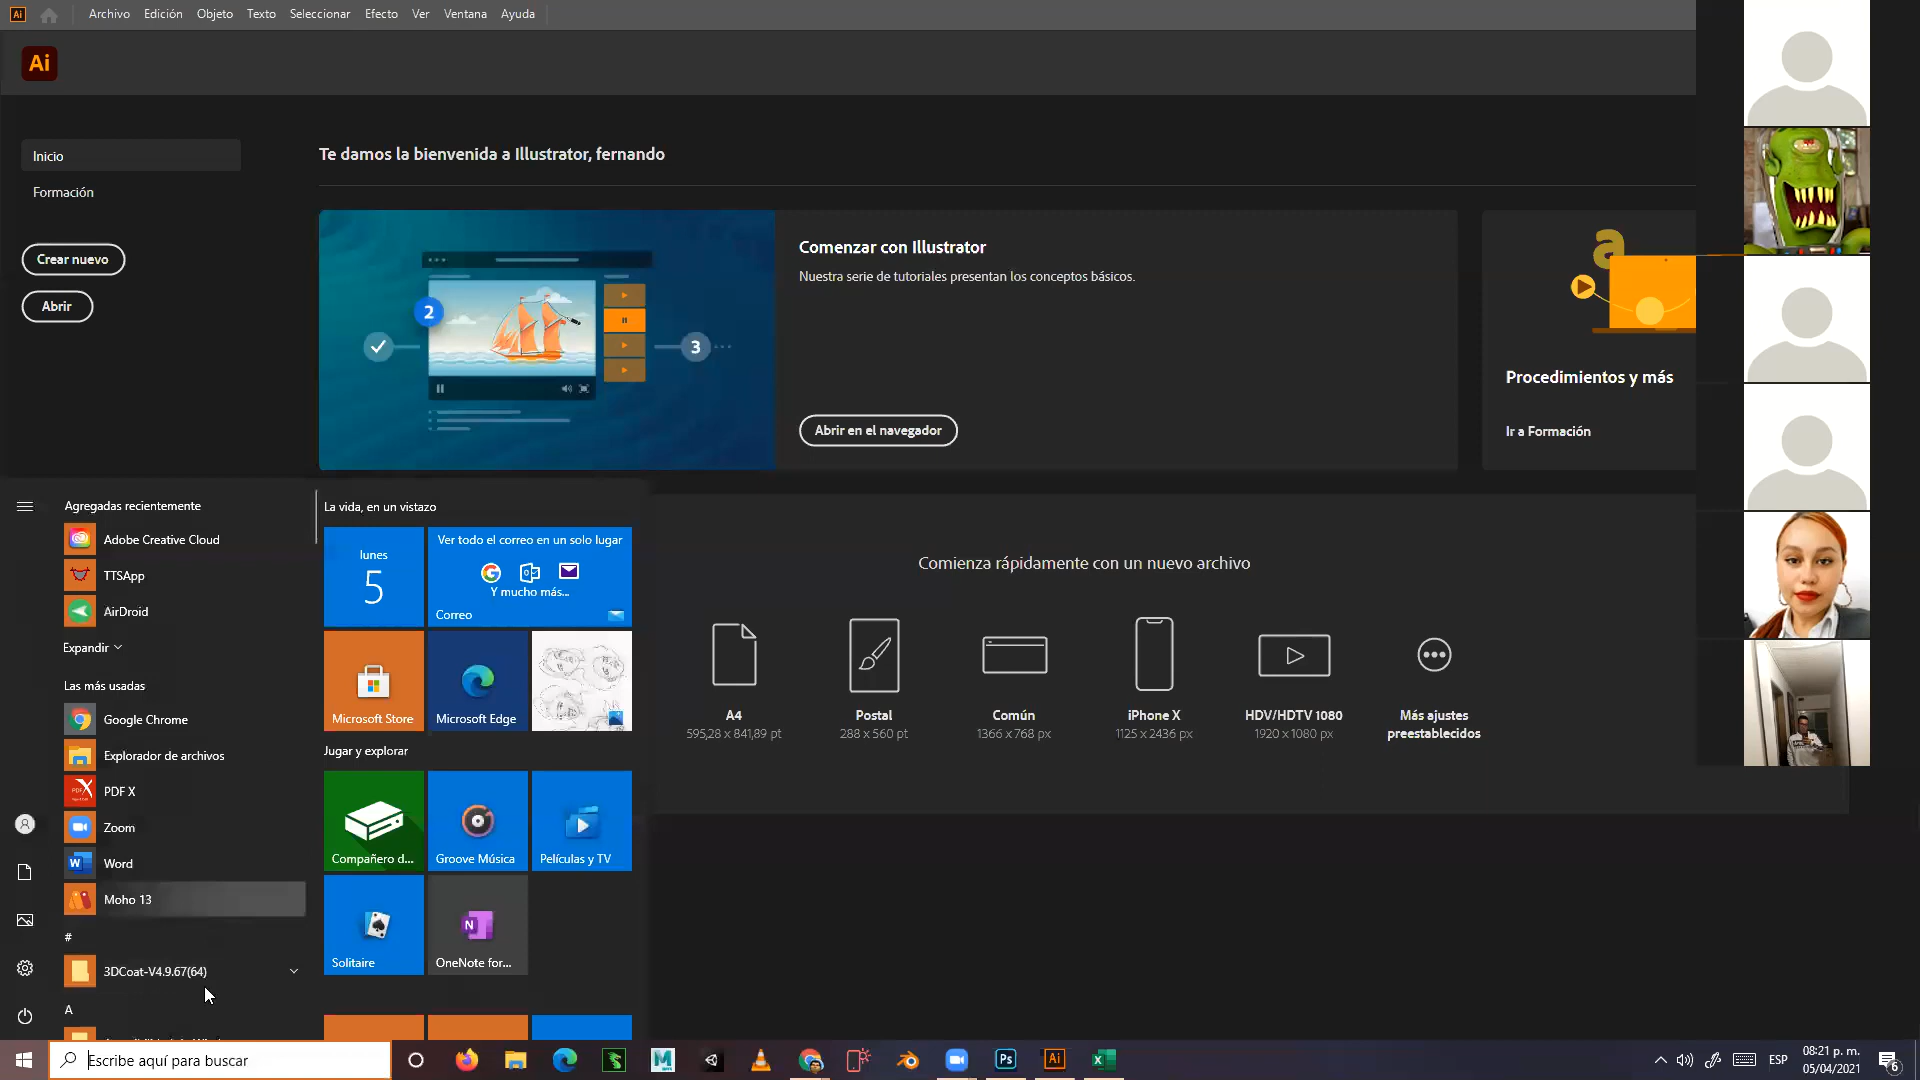 Ai
Archivo Edición Objeto Texto Seleccionar Efecto Ver Ventana Ayuda
Ai
Inicio
Formación
Crear nuevo
Abrir
Te damos la bienvenida a Illustrator, fernando
2
3
Comenzar con Illustrator
Nuestra serie de tutoriales presentan los conceptos básicos.
Abrir en el navegador
a
Procedimientos y más
Ir a Formación
Agregadas recientemente
Adobe Creative Cloud
TTSApp
AirDroid
Expandir
Las más usadas
Google Chrome
Explorador de archivos
PDF X
Zoom
Word
Moho 13
#
3DCoat-V4.9.67(64)
A
La vida, en un vistazo
lunes
5
Ver todo el correo en un solo lugar
Y mucho más...
Correo
Microsoft Store
Microsoft Edge
Jugar y explorar
Compañero d...
Groove Música
Películas y TV
Solitaire
OneNote for...
Comienza rápidamente con un nuevo archivo
A4
595,28 x 841,89 pt
Postal
288 x 560 pt
Común
1366 x 768 px
iPhone X
1125 x 2436 px
HDV/HDTV 1080
1920 x 1080 px
Más ajustes
preestablecidos
Escribe aquí para buscar
Ps
Ai
ESP
08:21 p. m.
05/04/2021
6